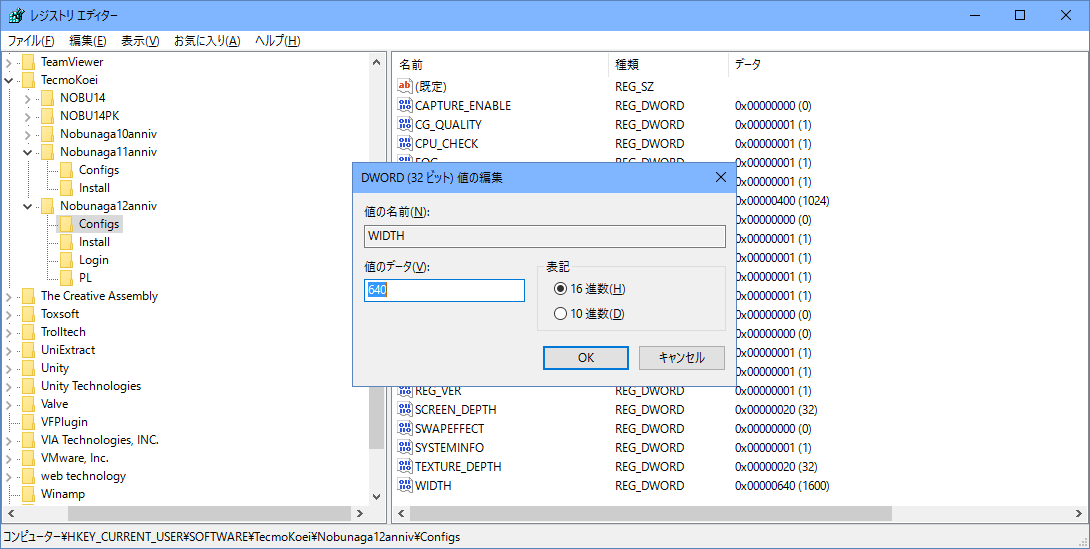 レジストリ エディター
ファイル(F) 編集(E) 表示(V) お気に入り(A) ヘルプ(H)
TeamViewer
TecmoKoei
NOBU14
NOBU14PK
Nobunaga10anniv
Nobunaga11anniv
Configs
Install
Nobunaga12anniv
Configs
Install
Login
PL
The Creative Assembly
Toxsoft
Trolltech
UniExtract
Unity
Unity Technologies
Valve
VFPlugin
VIA Technologies, INC.
VMware, Inc.
web technology
Winamp
名前 種類 データ
(既定) REG_SZ
CAPTURE_ENABLE REG_DWORD 0x00000000 (0)
CG_QUALITY REG_DWORD 0x00000001 (1)
CPU_CHECK REG_DWORD 0x00000001 (1)
0x00000001 (1)
0x00000400 (1024)
0x00000000 (0)
0x00000001 (1)
0x00000001 (1)
0x00000001 (1)
0x00000000 (0)
0x00000000 (0)
0x00000001 (1)
0x00000001 (1)
REG_VER REG_DWORD 0x00000001 (1)
SCREEN_DEPTH REG_DWORD 0x00000020 (32)
SWAPEFFECT REG_DWORD 0x00000000 (0)
SYSTEMINFO REG_DWORD 0x00000001 (1)
TEXTURE_DEPTH REG_DWORD 0x00000020 (32)
WIDTH REG_DWORD 0x00000640 (1600)
DWORD (32 ビット) 値の編集
値の名前(N):
WIDTH
値のデータ(V):
640
表記
16 進数(H)
10 進数(D)
OK キャンセル
コンピューター¥HKEY_CURRENT_USER¥SOFTWARE¥TecmoKoei¥Nobunaga12anniv¥Configs